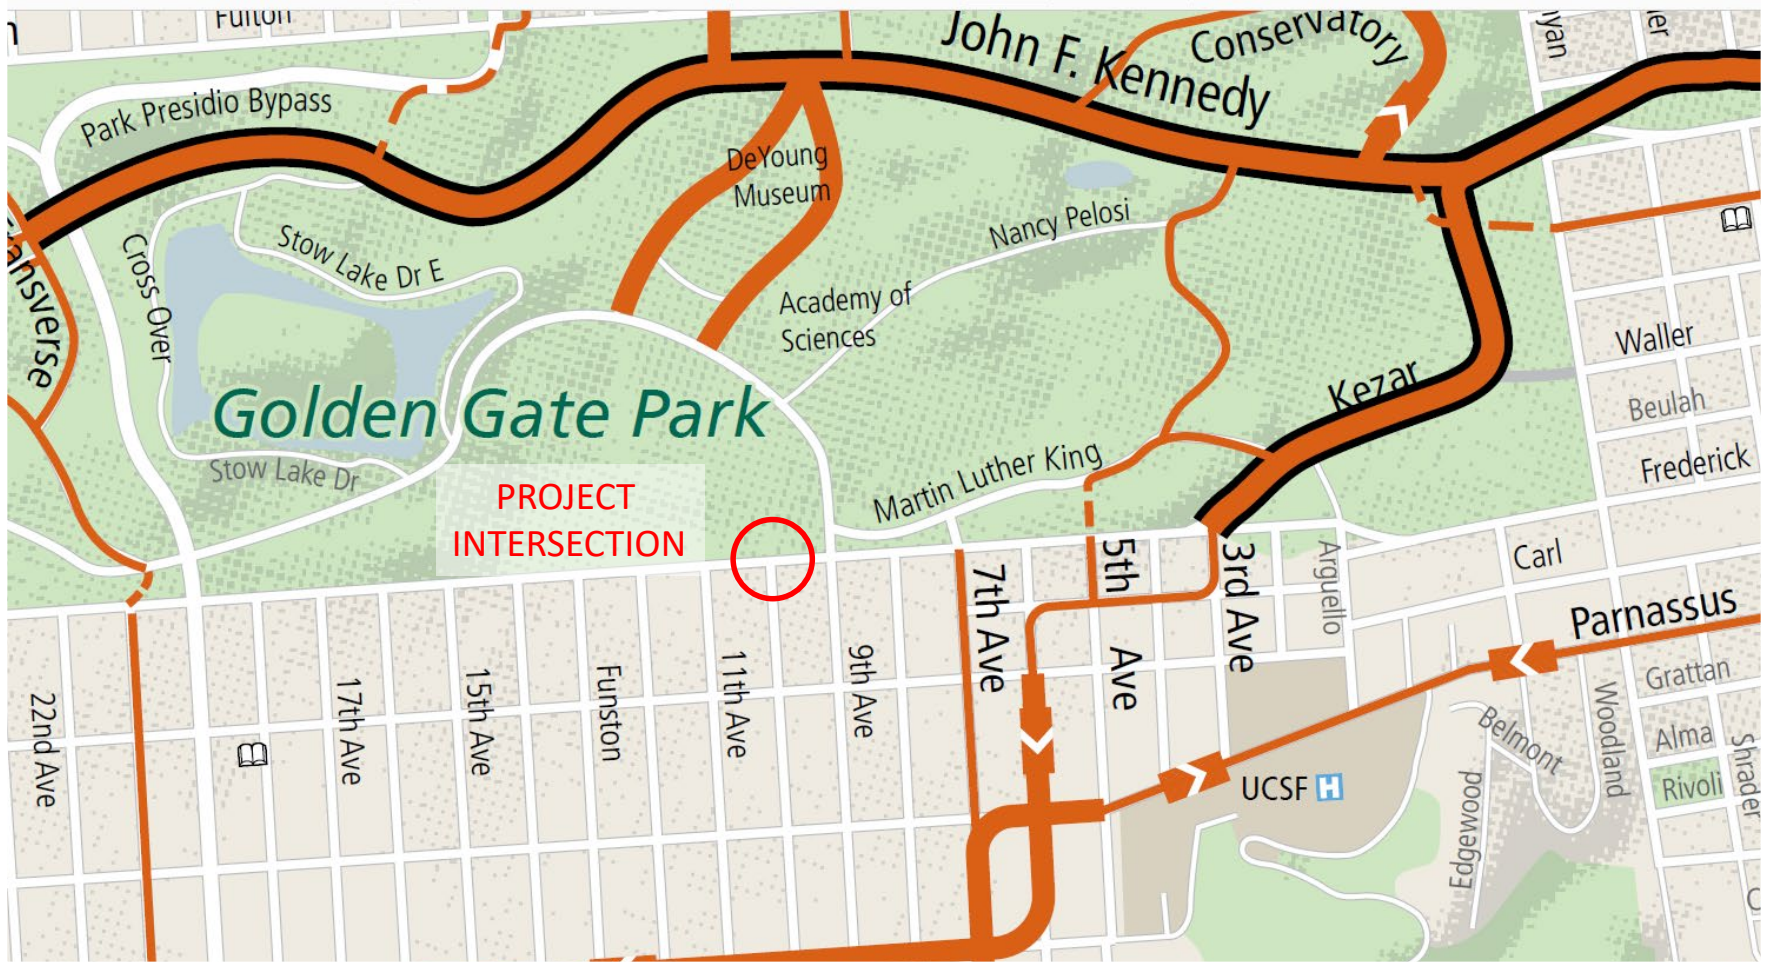 Fulton
John F. Kennedy
Conservatory
Park Presidio Bypass
DeYoung
Museum
Nancy Pelosi
Cross Over
Stow Lake Dr E
Transverse
Academy of
Sciences
Waller
Kezar
Beulah
Golden Gate Park
Stow Lake Dr
Martin Luther King
Frederick
PROJECT
INTERSECTION
Carl
Arguello
5th
Ave
3rd Ave
7th Ave
Parnassus
22nd Ave
17th Ave
15th Ave
Funston
11th Ave
9th Ave
Grattan
Belmont
Woodland
Alma
Shrader
Rivoli
UCSF H
Edgewood